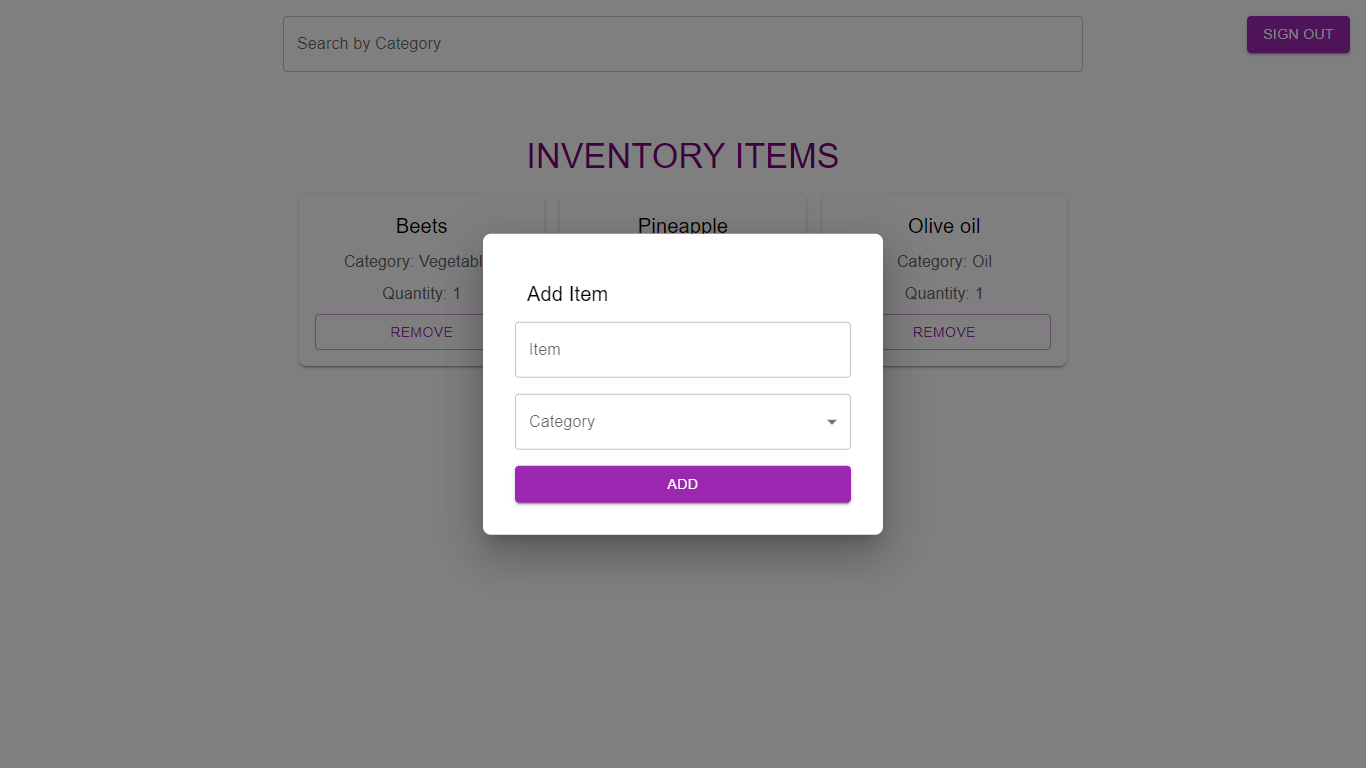 Search by Category
SIGN OUT
INVENTORY ITEMS
Beets
Pineapple
Olive oil
Category: Vegetabl
Category: Oil
Quantity: 1
Quantity: 1
REMOVE
REMOVE
Add Item
Item
Category
ADD